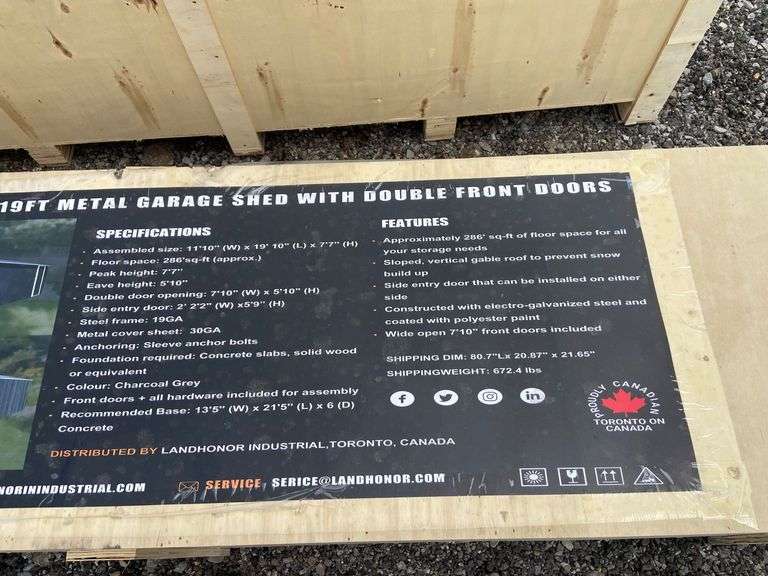 19FT METAL GARAGE SHED WITH DOUBLE FRONT DOORS
SPECIFICATIONS
- Assembled size: 11'10" (W) x 19' 10" (L) x 7'7" (H)
- Floor space: 286'sq-ft (approx.)
- Peak height: 7'7"
- Eave height: 5'10"
- Double door opening: 7'10" (W) x 5'10" (H)
- Side entry door: 2' 2'2" (W) x5'9" (H)
- Steel frame: 19GA
- Metal cover sheet: 30GA
- Anchoring: Sleeve anchor bolts
- Foundation required: Concrete slabs, solid wood
or equivalent
- Colour: Charcoal Grey
- Front doors + all hardware included for assembly
- Recommended Base: 13'5" (W) x 21'5" (L) x 6 (D)
Concrete
FEATURES
- Approximately 286' sq-ft of floor space for all
your storage needs
- Sloped, vertical gable roof to prevent snow
build up
- Side entry door that can be installed on either
side
- Constructed with electro-galvanized steel and
coated with polyester paint
- Wide open 7'10" front doors included
SHIPPING DIM: 80.7"Lx 20.87" x 21.65"
SHIPPINGWEIGHT: 672.4 lbs
PROUDLY CANADIAN
TORONTO ON
CANADA
DISTRIBUTED BY LANDHONOR INDUSTRIAL,TORONTO, CANADA
NORININDUSTRIAL.COM
SERVICE SERICE@LANDHONOR.COM